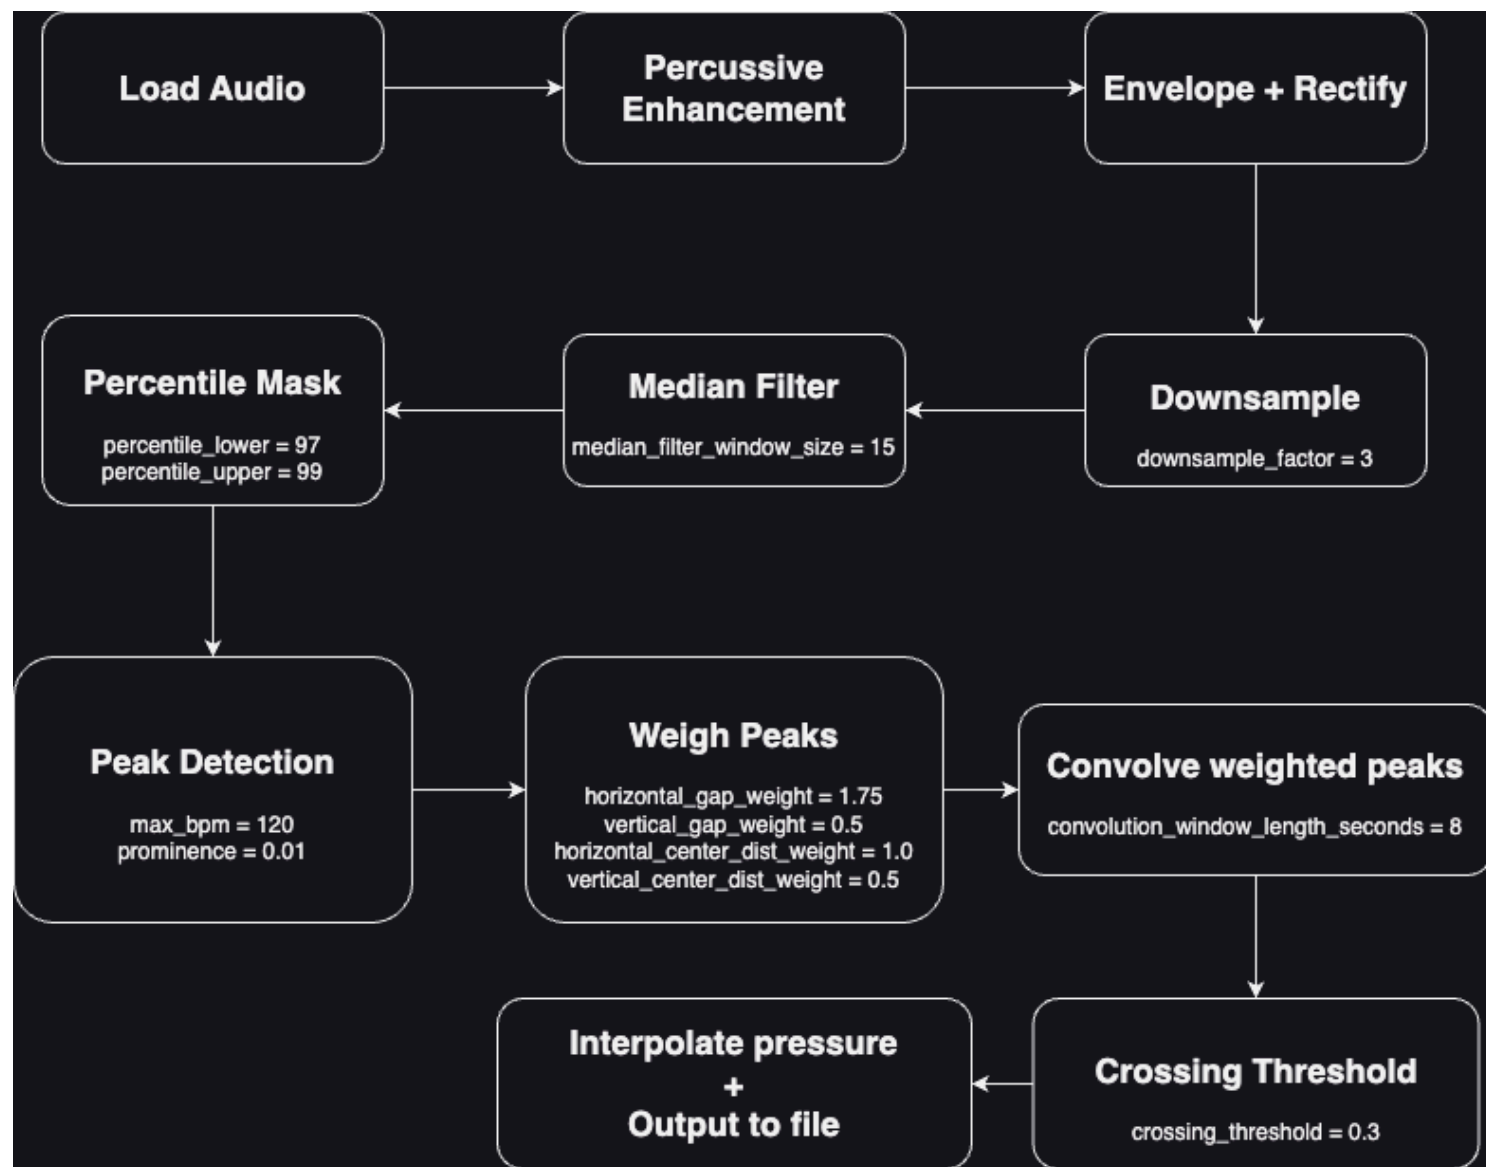 Load Audio
Percussive
Enhancement
Envelope + Rectify
Downsample
downsample_factor = 3
Median Filter
median_filter_window_size = 15
Percentile Mask
percentile_lower = 97
percentile_upper = 99
Peak Detection
max_bpm = 120
prominence = 0.01
Weigh Peaks
horizontal_gap_weight = 1.75
vertical_gap_weight = 0.5
horizontal_center_dist_weight = 1.0
vertical_center_dist_weight = 0.5
Convolve weighted peaks
convolution_window_length_seconds = 8
Crossing Threshold
crossing_threshold = 0.3
Interpolate pressure
+
Output to file